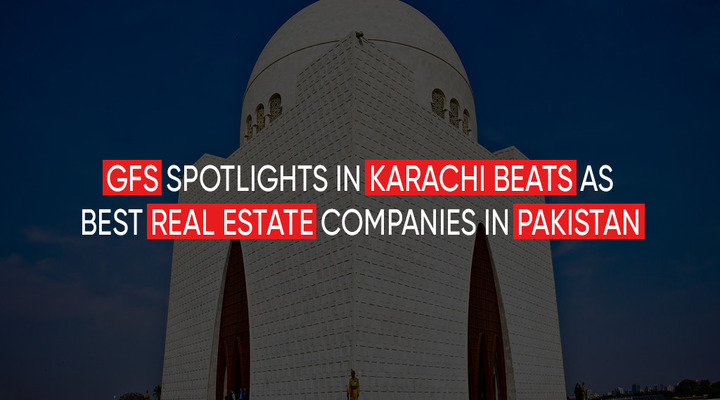 GFS SPOTLIGHTS IN KARACHI BEATS AS
BEST REAL ESTATE COMPANIES IN PAKISTAN